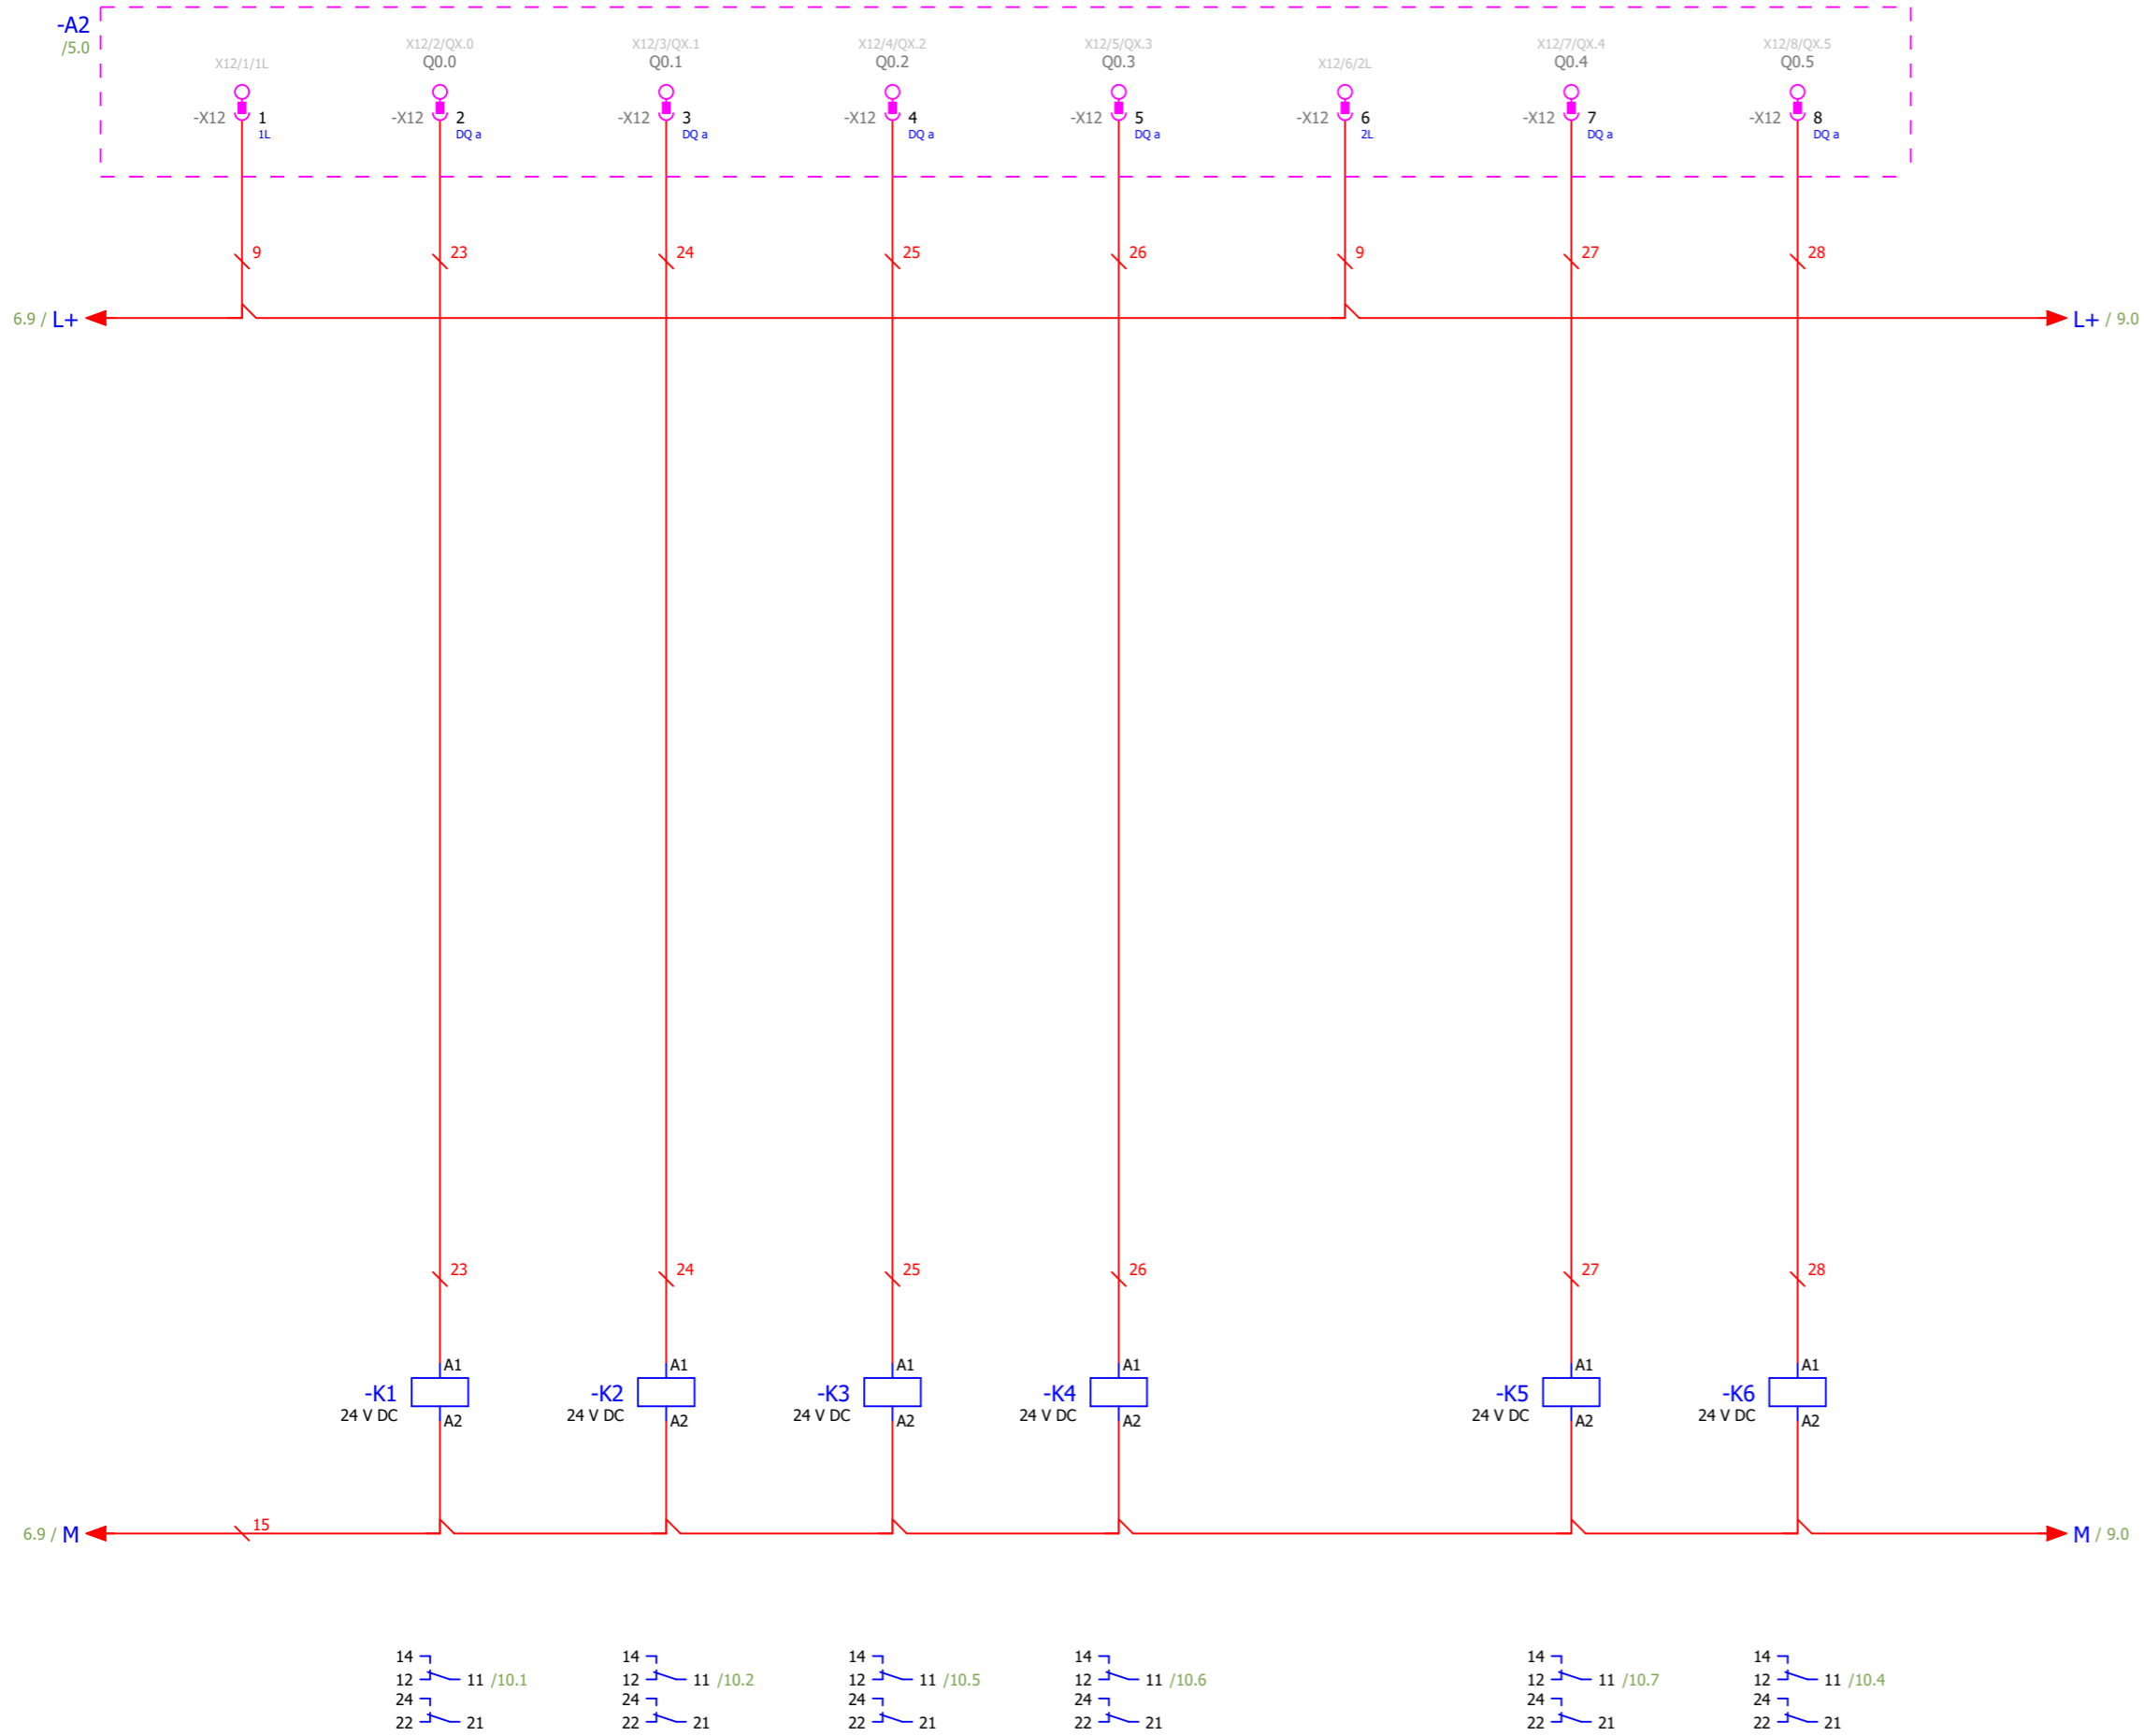 -A2
/5.0
X12/2/QX.0 X12/3/QX.1 X12/4/QX.2 X12/5/QX.3 X12/7/QX.4 X12/8/QX.5
X12/1/1L Q0.0 Q0.1 Q0.2 Q0.3 X12/6/2L Q0.4 Q0.5
-X12 1 -X12 2 -X12 3 -X12 4 -X12 5 -X12 6 -X12 7 -X12 8
1L DQ a DQ a DQ a DQ a 2L DQ a DQ a
9 23 24 25 26 9 27 28
6.9 / L+ L+ / 9.0
23 24 25 26 27 28
A1 A1 A1 A1 A1 A1
-K1 -K2 -K3 -K4 -K5 -K6
24 V DC A2 24 V DC A2 24 V DC A2 24 V DC A2 24 V DC A2 24 V DC A2
15
6.9 / M M / 9.0
14 14 14 14 14 14
12 11 /10.1 12 11 /10.2 12 11 /10.5 12 11 /10.6 12 11 /10.7 12 11 /10.4
24 24 24 24 24 24
22 21 22 21 22 21 22 21 22 21 22 21